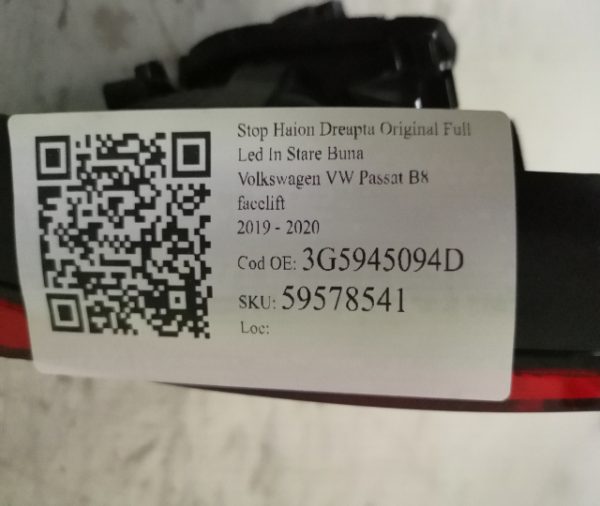 Stop Haion Dreapta Original Full
Led In Stare Buna
Volkswagen VW Passat B8
facelift
2019 - 2020
Cod OE: 3G5945094D
SKU: 59578541
Loc: